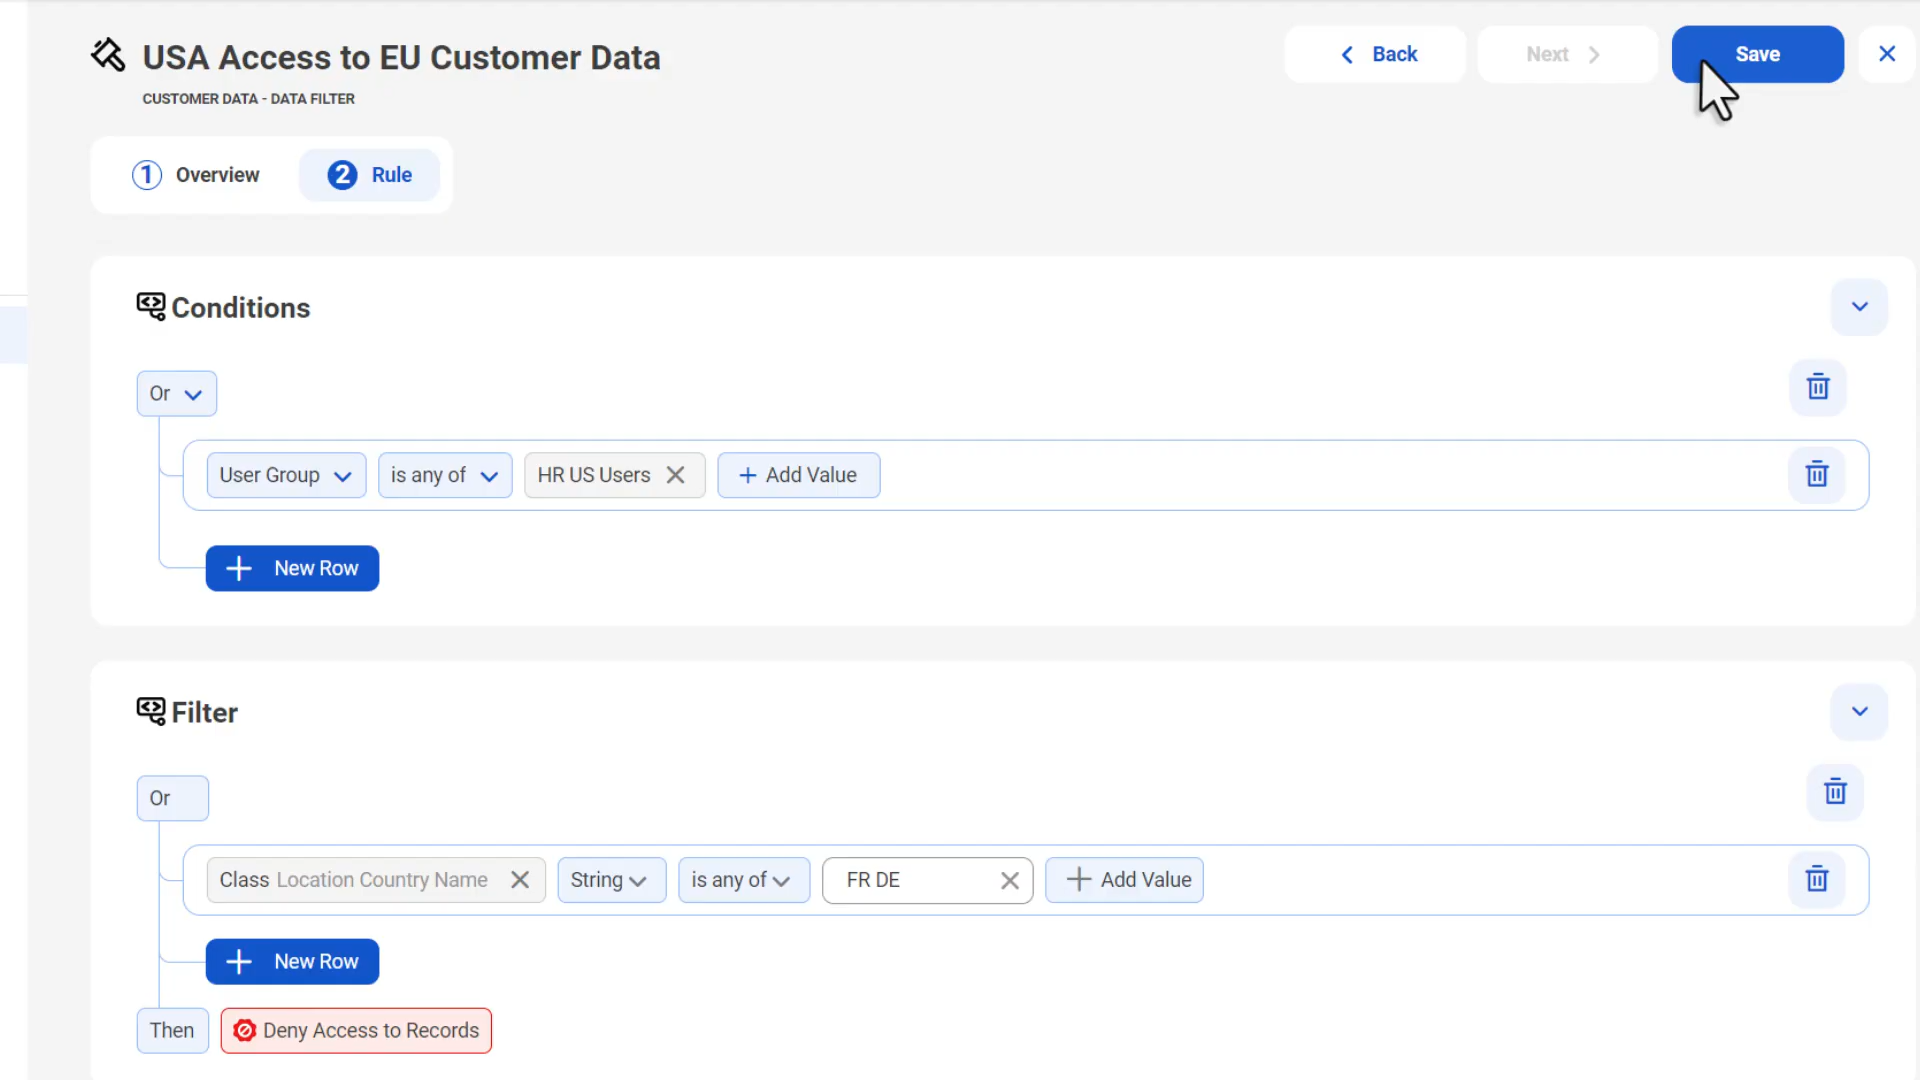 USA Access to EU Customer Data
CUSTOMER DATA - DATA FILTER
Back
Next
Save
1 Overview
2 Rule
Conditions
Or
User Group is any of HR US Users Add Value
New Row
Filter
Or
Class Location Country Name String is any of FR DE Add Value
New Row
Then Deny Access to Records